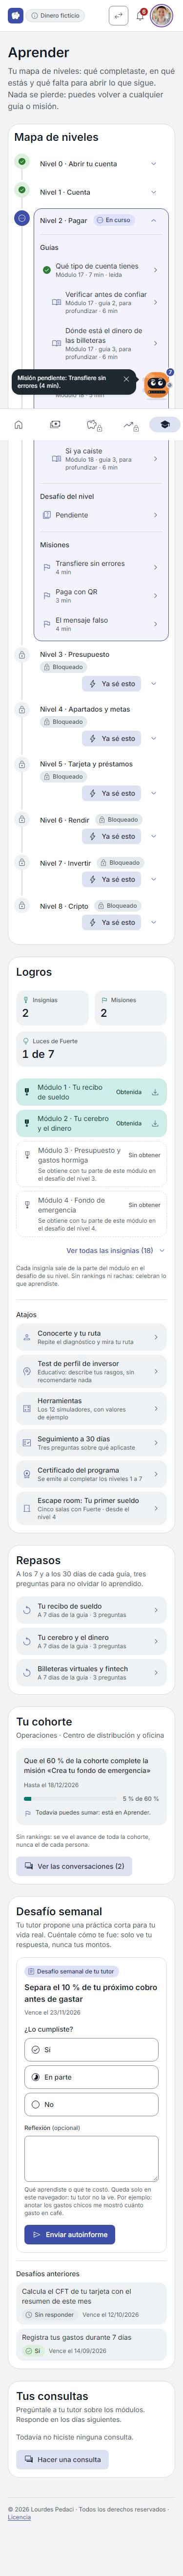 Dinero ficticio
6
Aprender
Tu mapa de niveles: qué completaste, en qué
estás y qué falta para abrir lo que sigue.
Nada se pierde: puedes volver a cualquier
guía o misión.
Mapa de niveles
Nivel 0 · Abrir tu cuenta
Nivel 1 · Cuenta
Nivel 2 · Pagar
En curso
Guías
Qué tipo de cuenta tienes
Módulo 17 · 7 min · leída
Verificar antes de confiar
Módulo 17 · guía 2, para
profundizar · 6 min
Dónde está el dinero de
las billeteras
Módulo 17 · guía 3, para
profundizar · 6 min
Misión pendiente: Transfiere sin
errores (4 min).
7
Módulo 18 · 5 min
Si ya caíste
Módulo 18 · guía 3, para
profundizar · 6 min
Desafío del nivel
Pendiente
Misiones
Transfiere sin errores
4 min
Paga con QR
3 min
El mensaje falso
4 min
Nivel 3 · Presupuesto
Bloqueado
Ya sé esto
Nivel 4 · Apartados y metas
Bloqueado
Ya sé esto
Nivel 5 · Tarjeta y préstamos
Bloqueado
Ya sé esto
Nivel 6 · Rendir
Bloqueado
Ya sé esto
Nivel 7 · Invertir
Bloqueado
Ya sé esto
Nivel 8 · Cripto
Bloqueado
Ya sé esto
Logros
Insignias
2
Misiones
2
Luces de Fuerte
1 de 7
Módulo 1 · Tu recibo
de sueldo
Obtenida
Módulo 2 · Tu cerebro
y el dinero
Obtenida
Módulo 3 · Presupuesto y
gastos hormiga
Sin obtener
Se obtiene con tu parte de este módulo en
el desafío del nivel 3.
Módulo 4 · Fondo de
emergencia
Sin obtener
Se obtiene con tu parte de este módulo en
el desafío del nivel 4.
Ver todas las insignias (18)
Cada insignia sale de la parte del módulo en el
desafío de su nivel. Sin rankings ni rachas: celebran lo
que aprendiste.
Atajos
Conocerte y tu ruta
Repite el diagnóstico y mira tu ruta
Test de perfil de inversor
Educativo: describe tus rasgos, sin
recomendarte nada
Herramientas
Los 12 simuladores, con valores
de ejemplo
Seguimiento a 30 días
Tres preguntas sobre qué aplicaste
Certificado del programa
Se emite al completar los niveles 1 a 7
Escape room: Tu primer sueldo
Cinco salas con Fuerte · desde el
nivel 4
Repasos
A los 7 y a los 30 días de cada guía, tres
preguntas para no olvidar lo aprendido.
Tu recibo de sueldo
A 7 días de la guía · 3 preguntas
Tu cerebro y el dinero
A 7 días de la guía · 3 preguntas
Billeteras virtuales y fintech
A 7 días de la guía · 3 preguntas
Tu cohorte
Operaciones · Centro de distribución y oficina
Que el 60 % de la cohorte complete la
misión «Crea tu fondo de emergencia»
Hasta el 18/12/2026
5 % de 60 %
Todavía puedes sumar: está en Aprender.
Sin rankings: se ve el avance de toda la cohorte,
nunca el de cada persona.
Ver las conversaciones (2)
Desafío semanal
Tu tutor propone una práctica corta para tu
vida real. Cuéntale cómo te fue: solo ve tu
respuesta, nunca tus montos.
Desafío semanal de tu tutor
Separa el 10 % de tu próximo cobro
antes de gastar
Vence el 23/11/2026
¿Lo cumpliste?
Sí
En parte
No
Reflexión (opcional)
Qué aprendiste o qué te costó. Queda solo en
este navegador: tu tutor no la ve. Por ejemplo:
anotar los gastos chicos me mostró cuánto
gasto en café.
Enviar autoinforme
Desafíos anteriores
Calcula el CFT de tu tarjeta con el
resumen de este mes
Sin responder
Vence el 12/10/2026
Registra tus gastos durante 7 días
Sí
Vence el 14/09/2026
Tus consultas
Pregúntale a tu tutor sobre los módulos.
Responde en los días siguientes.
Todavía no hiciste ninguna consulta.
Hacer una consulta
© 2026 Lourdes Pedaci · Todos los derechos reservados ·
Licencia